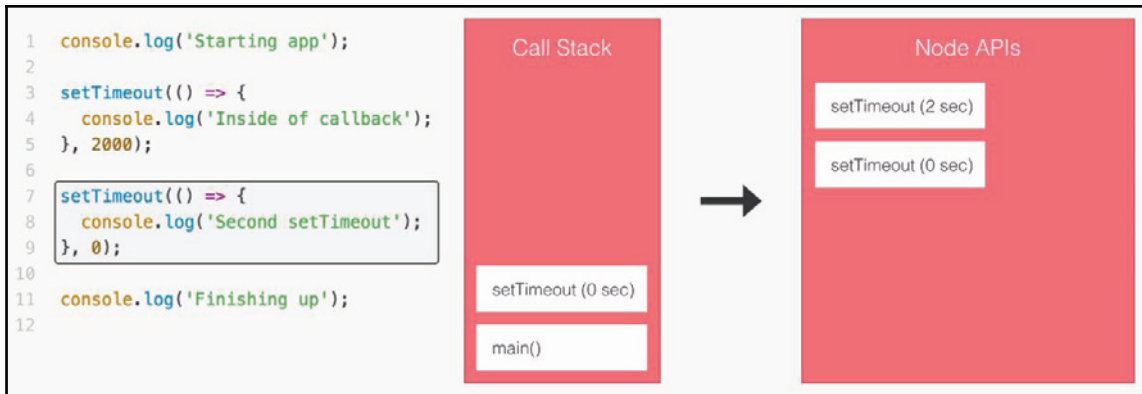 1 console.log('Starting app');
2
3 setTimeout(() => {
4 console.log('Inside of callback');
5 }, 2000);
6
7 setTimeout(() => {
8 console.log('Second setTimeout');
9 }, 0);
10
11 console.log('Finishing up');
12
Call Stack
setTimeout (0 sec)
main()
Node APIs
setTimeout (2 sec)
setTimeout (0 sec)